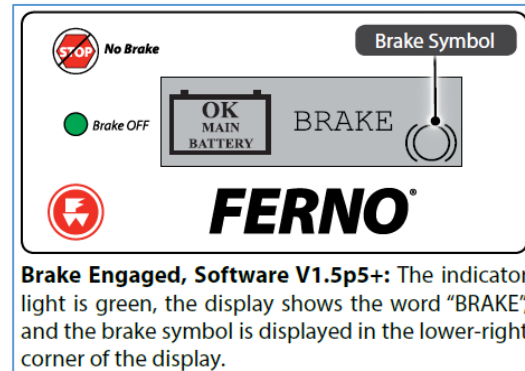 Brake Symbol
STOP No Brake
OK
MAIN
BATTERY
BRAKE
Brake OFF
FERNO®
Brake Engaged, Software V1.5p5+: The indicator
light is green, the display shows the word “BRAKE”,
and the brake symbol is displayed in the lower-right
corner of the display.